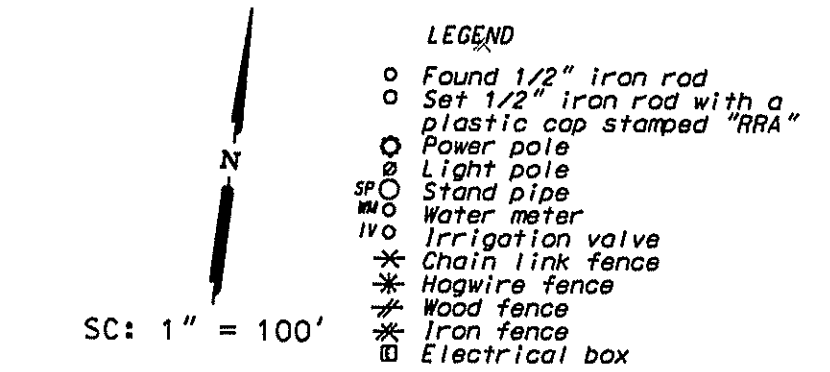 LEGEND
Found 1/2" iron rod
Set 1/2" iron rod with a
plastic cap stamped "RRA"
Power pole
Light pole
SP Stand pipe
WM Water meter
IV Irrigation valve
Chain link fence
Hogwire fence
Wood fence
Iron fence
E Electrical box
N
SC: 1" = 100'